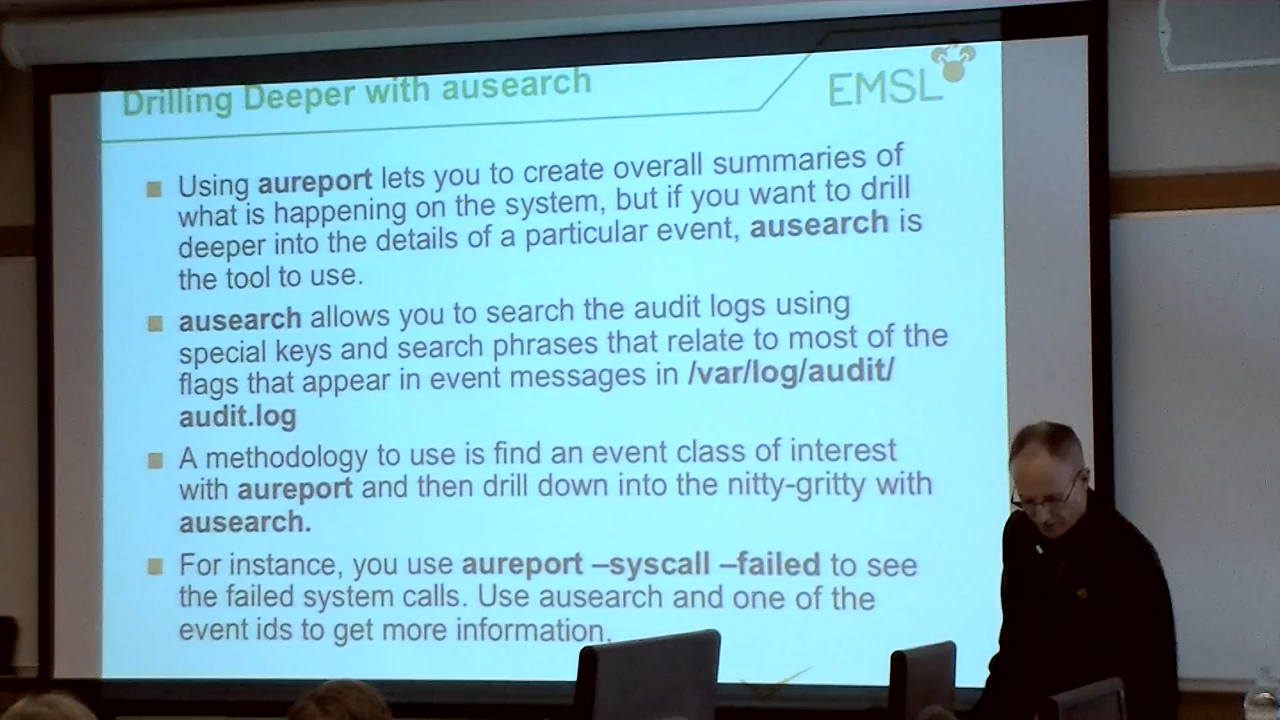 Drilling Deeper with ausearch
EMSL
Using aureport lets you to create overall summaries of
what is happening on the system, but if you want to drill
deeper into the details of a particular event, ausearch is
the tool to use.
ausearch allows you to search the audit logs using
special keys and search phrases that relate to most of the
flags that appear in event messages in /var/log/audit/
audit.log
A methodology to use is find an event class of interest
with aureport and then drill down into the nitty-gritty with
ausearch.
For instance, you use aureport –syscall –failed to see
the failed system calls. Use ausearch and one of the
event ids to get more information.